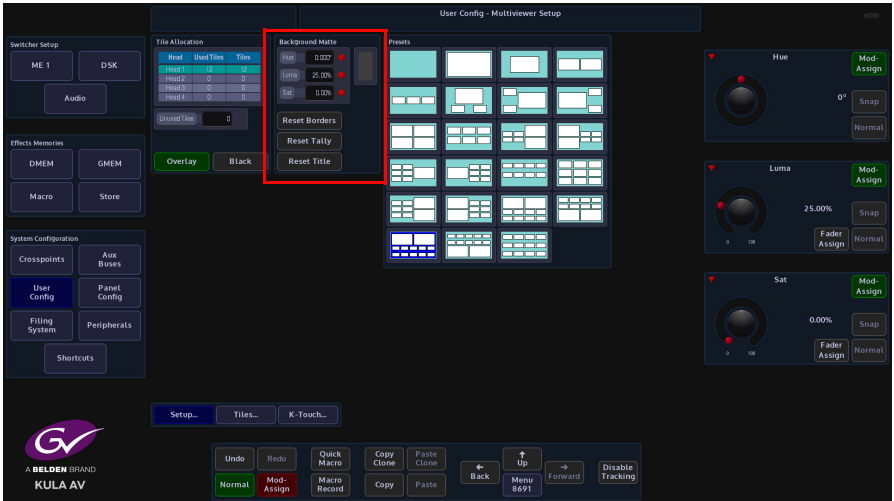 User Config - Multiviewer Setup
HDD
Switcher Setup
ME 1
DSK
Audio
Effects Memories
DMEM
GMEM
Macro
Store
System Configuration
Crosspoints
Aux
Buses
User
Config
Panel
Config
Filing
System
Peripherals
Shortcuts
Tile Allocation
Head Used Tiles Tiles
Head 1 12 12
Head 2 0 0
Head 3 0 0
Head 4 0 0
Unused Tiles 0
Overlay
Black
Background Matte
Hue 0.000°
Luma 25.00%
Sat 0.00%
Reset Borders
Reset Tally
Reset Title
Presets
Hue
Mod-
Assign
0°
Snap
Normal
Luma
Mod-
Assign
25.00%
Snap
0 100
Fader
Assign
Normal
Sat
Mod-
Assign
0.00%
Snap
0 100
Fader
Assign
Normal
Setup...
Tiles...
K-Touch...
GV
A BELDEN BRAND
KULA AV
Undo
Redo
Quick
Macro
Copy
Clone
Paste
Clone
Normal
Mod-
Assign
Macro
Record
Copy
Paste
Back
Up
Menu
8691
Forward
Disable
Tracking